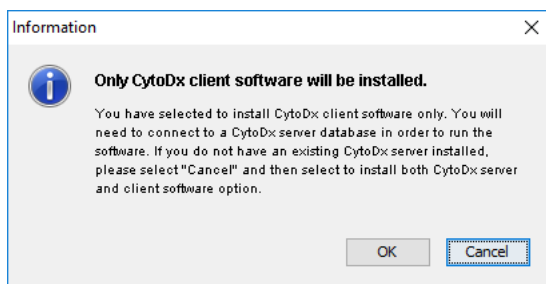 Information
Only CytoDx client software will be installed.
You have selected to install CytoDx client software only. You will
need to connect to a CytoDx server database in order to run the
software. If you do not have an existing CytoDx server installed,
please select "Cancel" and then select to install both CytoDx server
and client software option.
OK
Cancel